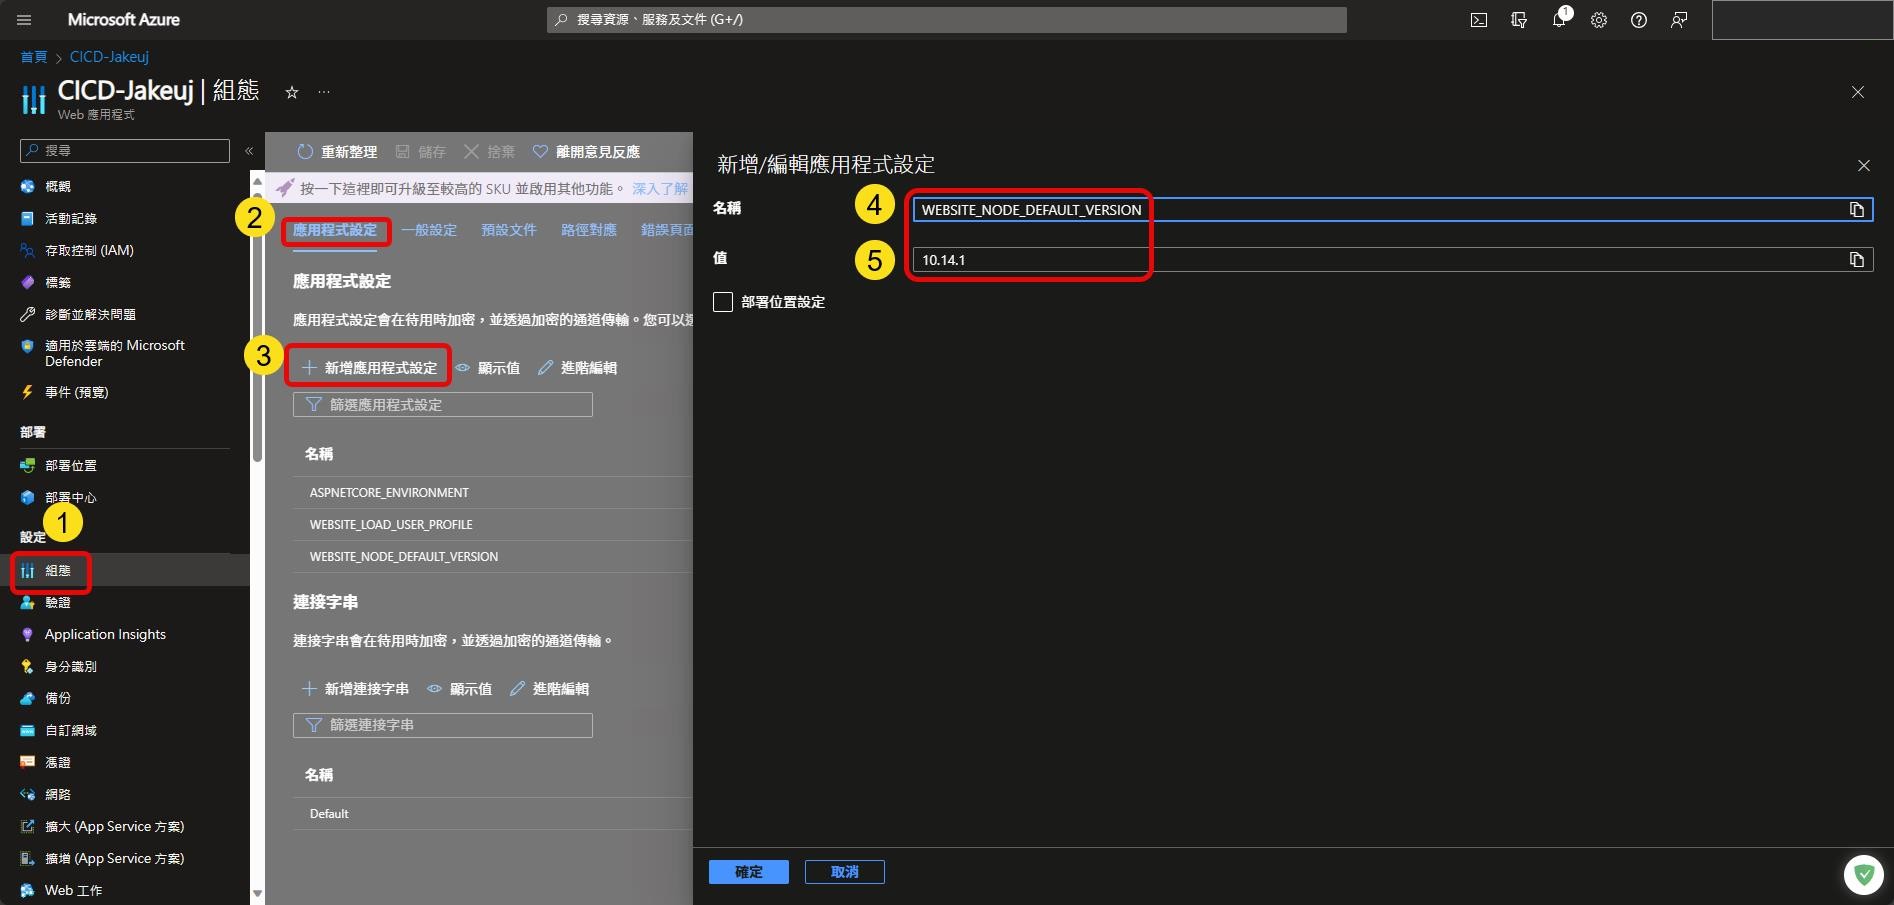 Microsoft Azure
搜尋資源、服務及文件 (G+/)
1
首頁 > CICD-Jakeuj
CICD-Jakeuj | 組態
Web 應用程式
搜尋
概觀
活動記錄
存取控制 (IAM)
標籤
診斷並解決問題
適用於雲端的 Microsoft
Defender
事件 (預覽)
部署
部署位置
部署中心
1
設定
組態
驗證
Application Insights
身分識別
備份
自訂網域
憑證
網路
擴大 (App Service 方案)
擴增 (App Service 方案)
Web 工作
重新整理
儲存
捨棄
離開意見反應
按一下這裡即可升級至較高的 SKU 並啟用其他功能。 深入了解
2
應用程式設定
一般設定
預設文件
路徑對應
錯誤頁面
應用程式設定
應用程式設定會在待用時加密，並透過加密的通道傳輸。您可以選
3
新增應用程式設定
顯示值
進階編輯
篩選應用程式設定
名稱
ASPNETCORE_ENVIRONMENT
WEBSITE_LOAD_USER_PROFILE
WEBSITE_NODE_DEFAULT_VERSION
連接字串
連接字串會在待用時加密，並透過加密的通道傳輸。
新增連接字串
顯示值
進階編輯
篩選連接字串
名稱
Default
新增/編輯應用程式設定
名稱
4
WEBSITE_NODE_DEFAULT_VERSION
值
5
10.14.1
部署位置設定
確定
取消